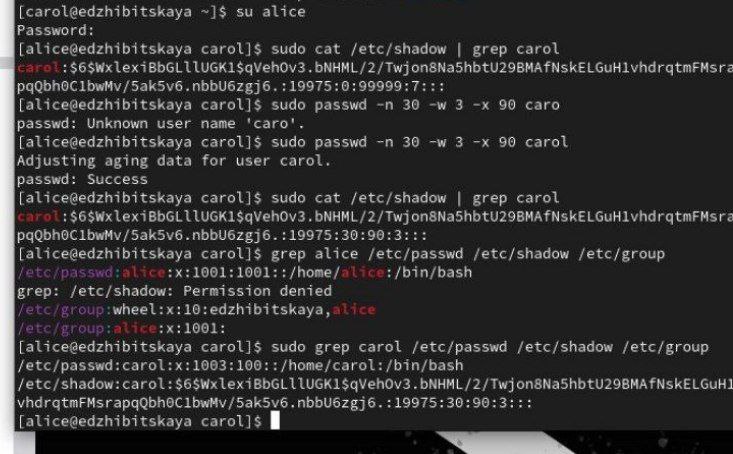 [carol@edzhibitskaya ~]$ su alice
Password:
[alice@edzhibitskaya carol]$ sudo cat /etc/shadow | grep carol
carol:$6$WxlexiBbGLllUGK1$qVehOv3.bNHML/2/Twjon8Na5hbtU29BMAfNskELGuH1vhdrqtmFMsra
pqQbh0C1bwMv/5ak5v6.nbbU6zgj6.:19975:0:99999:7:::
[alice@edzhibitskaya carol]$ sudo passwd -n 30 -w 3 -x 90 caro
passwd: Unknown user name 'caro'.
[alice@edzhibitskaya carol]$ sudo passwd -n 30 -w 3 -x 90 carol
Adjusting aging data for user carol.
passwd: Success
[alice@edzhibitskaya carol]$ sudo cat /etc/shadow | grep carol
carol:$6$WxlexiBbGLllUGK1$qVehOv3.bNHML/2/Twjon8Na5hbtU29BMAfNskELGuH1vhdrqtmFMsra
pqQbh0C1bwMv/5ak5v6.nbbU6zgj6.:19975:30:90:3:::
[alice@edzhibitskaya carol]$ grep alice /etc/passwd /etc/shadow /etc/group
/etc/passwd:alice:x:1001:1001::/home/alice:/bin/bash
grep: /etc/shadow: Permission denied
/etc/group:wheel:x:10:edzhibitskaya,alice
/etc/group:alice:x:1001:
[alice@edzhibitskaya carol]$ sudo grep carol /etc/passwd /etc/shadow /etc/group
/etc/passwd:carol:x:1003:100::/home/carol:/bin/bash
/etc/shadow:carol:$6$WxlexiBbGLllUGK1$qVehOv3.bNHML/2/Twjon8Na5hbtU29BMAfNskELGuH1
vhdrqtmFMsrapqQbh0C1bwMv/5ak5v6.nbbU6zgj6.:19975:30:90:3:::
[alice@edzhibitskaya carol]$